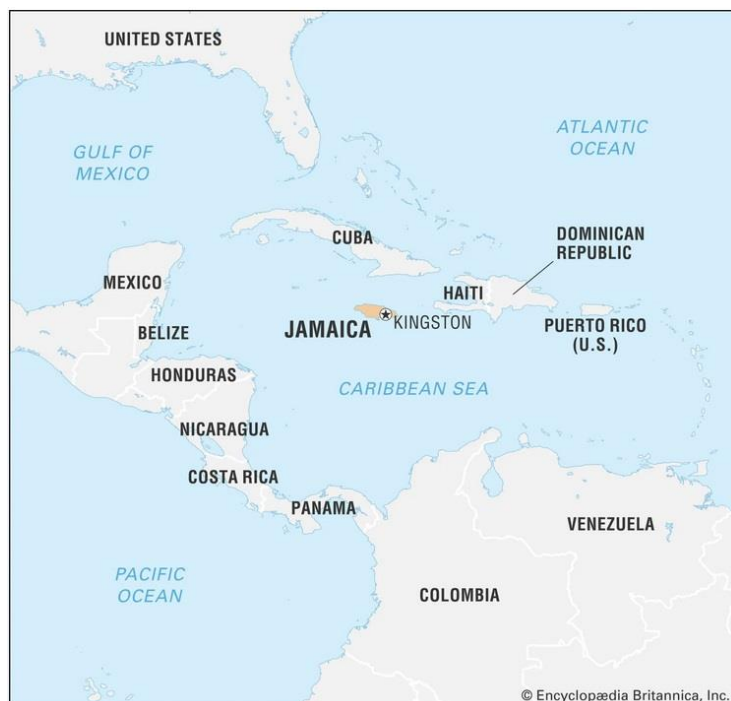 UNITED STATES
ATLANTIC
OCEAN
GULF OF
MEXICO
CUBA
DOMINICAN
REPUBLIC
MEXICO
HAITI
JAMAICA
KINGSTON
PUERTO RICO
(U.S.)
BELIZE
HONDURAS
CARIBBEAN SEA
NICARAGUA
COSTA RICA
PANAMA
VENEZUELA
PACIFIC
OCEAN
COLOMBIA
© Encyclopædia Britannica, Inc.